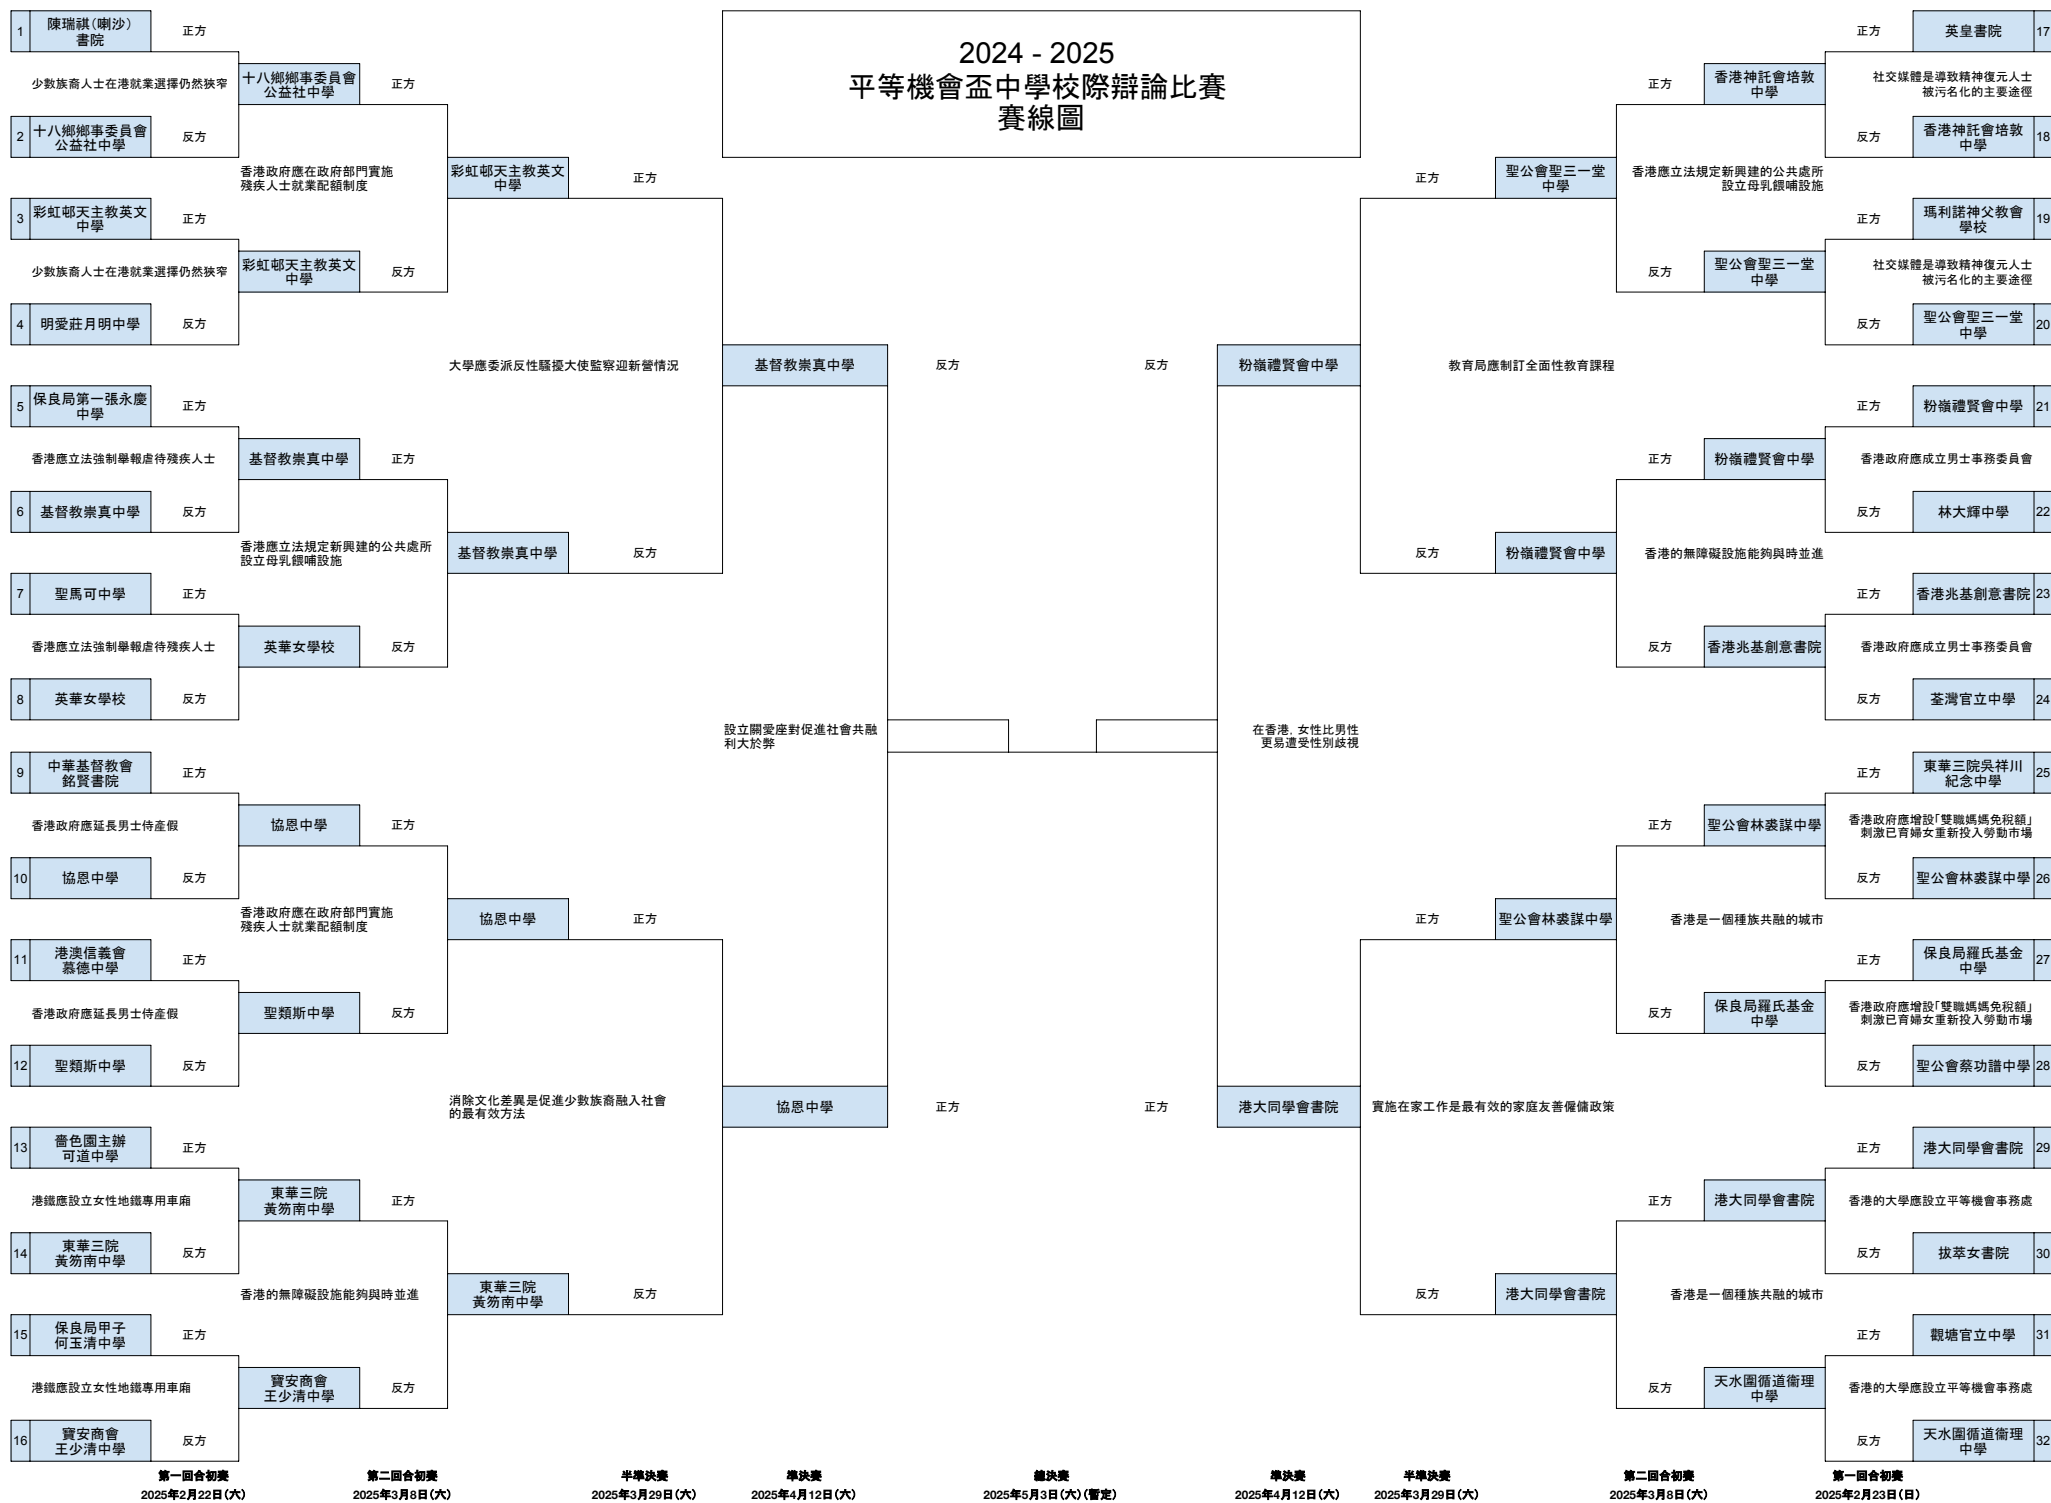 2024 - 2025
平等機會盃中學校際辯論比賽
賽線圖
1
陳瑞祺（喇沙）
書院
正方
少數族裔人士在港就業選擇仍然狹窄
2
十八鄉鄉事委員會
公益社中學
反方
3
彩虹邨天主教英文
中學
正方
少數族裔人士在港就業選擇仍然狹窄
4
明愛莊月明中學
反方
5
保良局第一張永慶
中學
正方
香港應立法強制舉報虐待殘疾人士
6
基督教崇真中學
反方
7
聖馬可中學
正方
香港應立法強制舉報虐待殘疾人士
8
英華女學校
反方
9
中華基督教會
銘賢書院
正方
香港政府應延長男士侍產假
10
協恩中學
反方
11
港澳信義會
慕德中學
正方
香港政府應延長男士侍產假
12
聖類斯中學
反方
13
嗇色園主辦
可道中學
正方
港鐵應設立女性地鐵專用車廂
14
東華三院
黃笏南中學
反方
15
保良局甲子
何玉清中學
正方
港鐵應設立女性地鐵專用車廂
16
寶安商會
王少清中學
反方
第一回合初賽
2025年2月22日（六）
十八鄉鄉事委員會
公益社中學
正方
香港政府應在政府部門實施
殘疾人士就業配額制度
彩虹邨天主教英文
中學
反方
基督教崇真中學
正方
香港應立法規定新興建的公共處所
設立母乳餵哺設施
英華女學校
反方
協恩中學
正方
香港政府應在政府部門實施
殘疾人士就業配額制度
聖類斯中學
反方
東華三院
黃笏南中學
正方
香港的無障礙設施能夠與時並進
寶安商會
王少清中學
反方
第二回合初賽
2025年3月8日（六）
彩虹邨天主教英文
中學
正方
大學應委派反性騷擾大使監察迎新營情況
基督教崇真中學
反方
協恩中學
正方
消除文化差異是促進少數族裔融入社會
的最有效方法
東華三院
黃笏南中學
反方
半準決賽
2025年3月29日（六）
基督教崇真中學
反方
設立關愛座對促進社會共融
利大於弊
協恩中學
正方
準決賽
2025年4月12日（六）
總決賽
2025年5月3日（六）（暫定）
反方
粉嶺禮賢會中學
在香港，女性比男性
更易遭受性別歧視
正方
港大同學會書院
準決賽
2025年4月12日（六）
正方
聖公會聖三一堂
中學
教育局應制訂全面性教育課程
反方
粉嶺禮賢會中學
正方
聖公會林裘謀中學
實施在家工作是最有效的家庭友善僱傭政策
反方
港大同學會書院
半準決賽
2025年3月29日（六）
正方
香港神託會培敦
中學
香港應立法規定新興建的公共處所
設立母乳餵哺設施
反方
聖公會聖三一堂
中學
正方
粉嶺禮賢會中學
香港的無障礙設施能夠與時並進
反方
香港兆基創意書院
正方
聖公會林裘謀中學
香港是一個種族共融的城市
反方
保良局羅氏基金
中學
正方
港大同學會書院
香港是一個種族共融的城市
反方
天水圍循道衞理
中學
第二回合初賽
2025年3月8日（六）
正方
英皇書院
17
社交媒體是導致精神復元人士
被污名化的主要途徑
反方
香港神託會培敦
中學
18
正方
瑪利諾神父教會
學校
19
社交媒體是導致精神復元人士
被污名化的主要途徑
反方
聖公會聖三一堂
中學
20
正方
粉嶺禮賢會中學
21
香港政府應成立男士事務委員會
反方
林大輝中學
22
正方
香港兆基創意書院
23
香港政府應成立男士事務委員會
反方
荃灣官立中學
24
正方
東華三院吳祥川
紀念中學
25
香港政府應增設「雙職媽媽免稅額」
刺激已育婦女重新投入勞動市場
反方
聖公會林裘謀中學
26
正方
保良局羅氏基金
中學
27
香港政府應增設「雙職媽媽免稅額」
刺激已育婦女重新投入勞動市場
反方
聖公會蔡功譜中學
28
正方
港大同學會書院
29
香港的大學應設立平等機會事務處
反方
拔萃女書院
30
正方
觀塘官立中學
31
香港的大學應設立平等機會事務處
反方
天水圍循道衞理
中學
32
第一回合初賽
2025年2月23日（日）